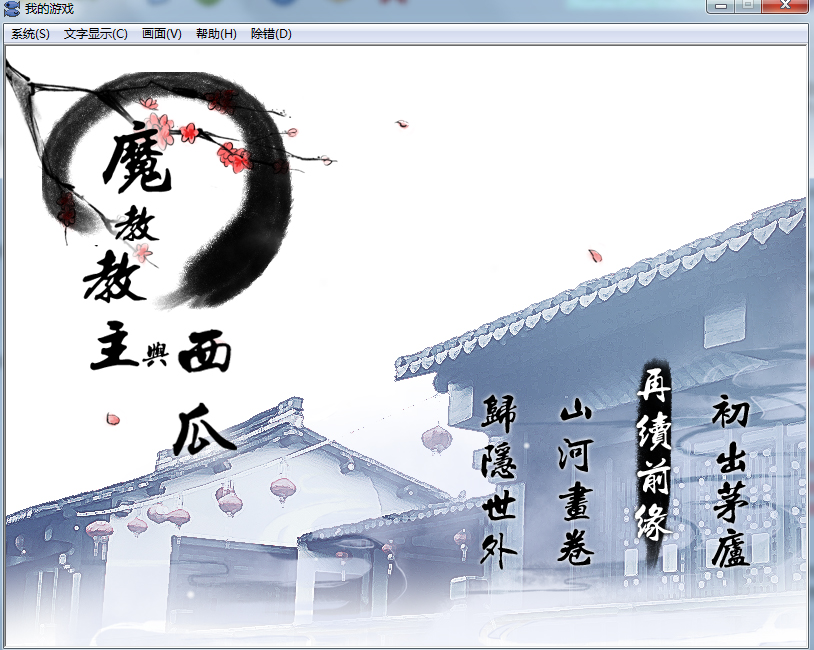 我的游戏
系统(S) 文字显示(C) 画面(V) 帮助(H) 除错(D)
魔教教主與西瓜
初出茅廬
再續前缘
山河畫卷
歸隱世外